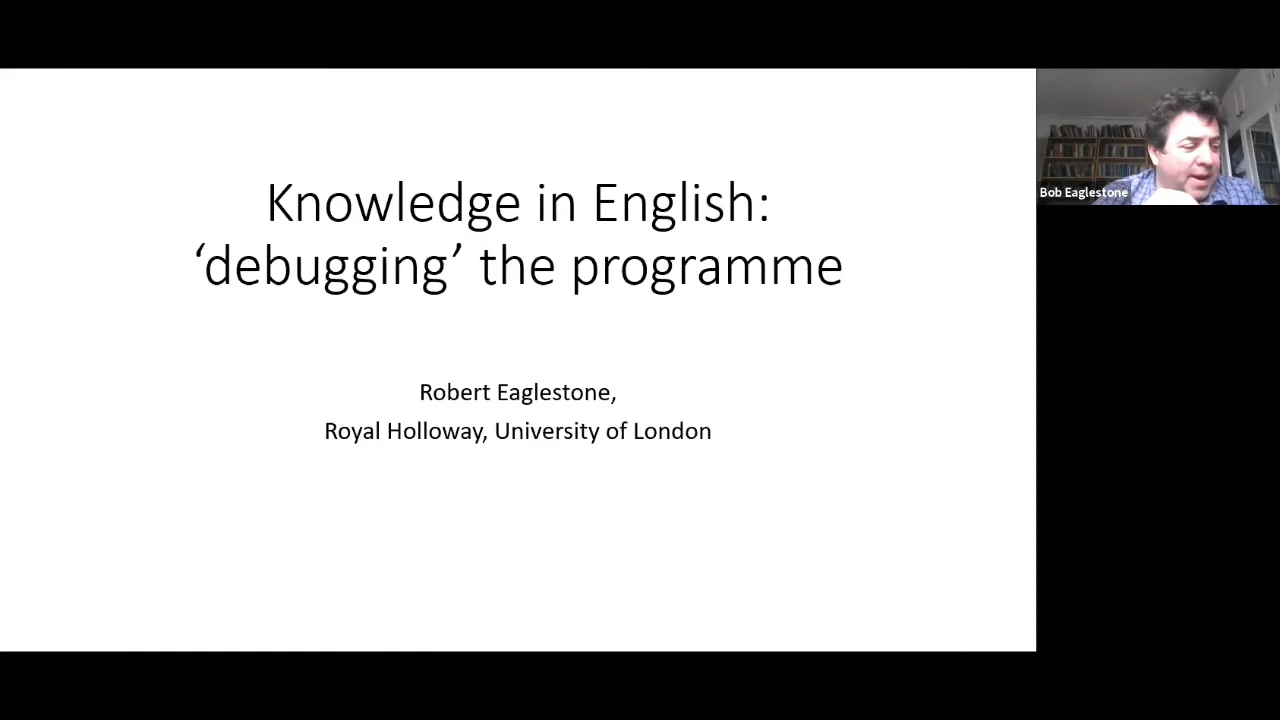 Knowledge in English:
‘debugging’ the programme
Robert Eaglestone,
Royal Holloway, University of London
Bob Eaglestone